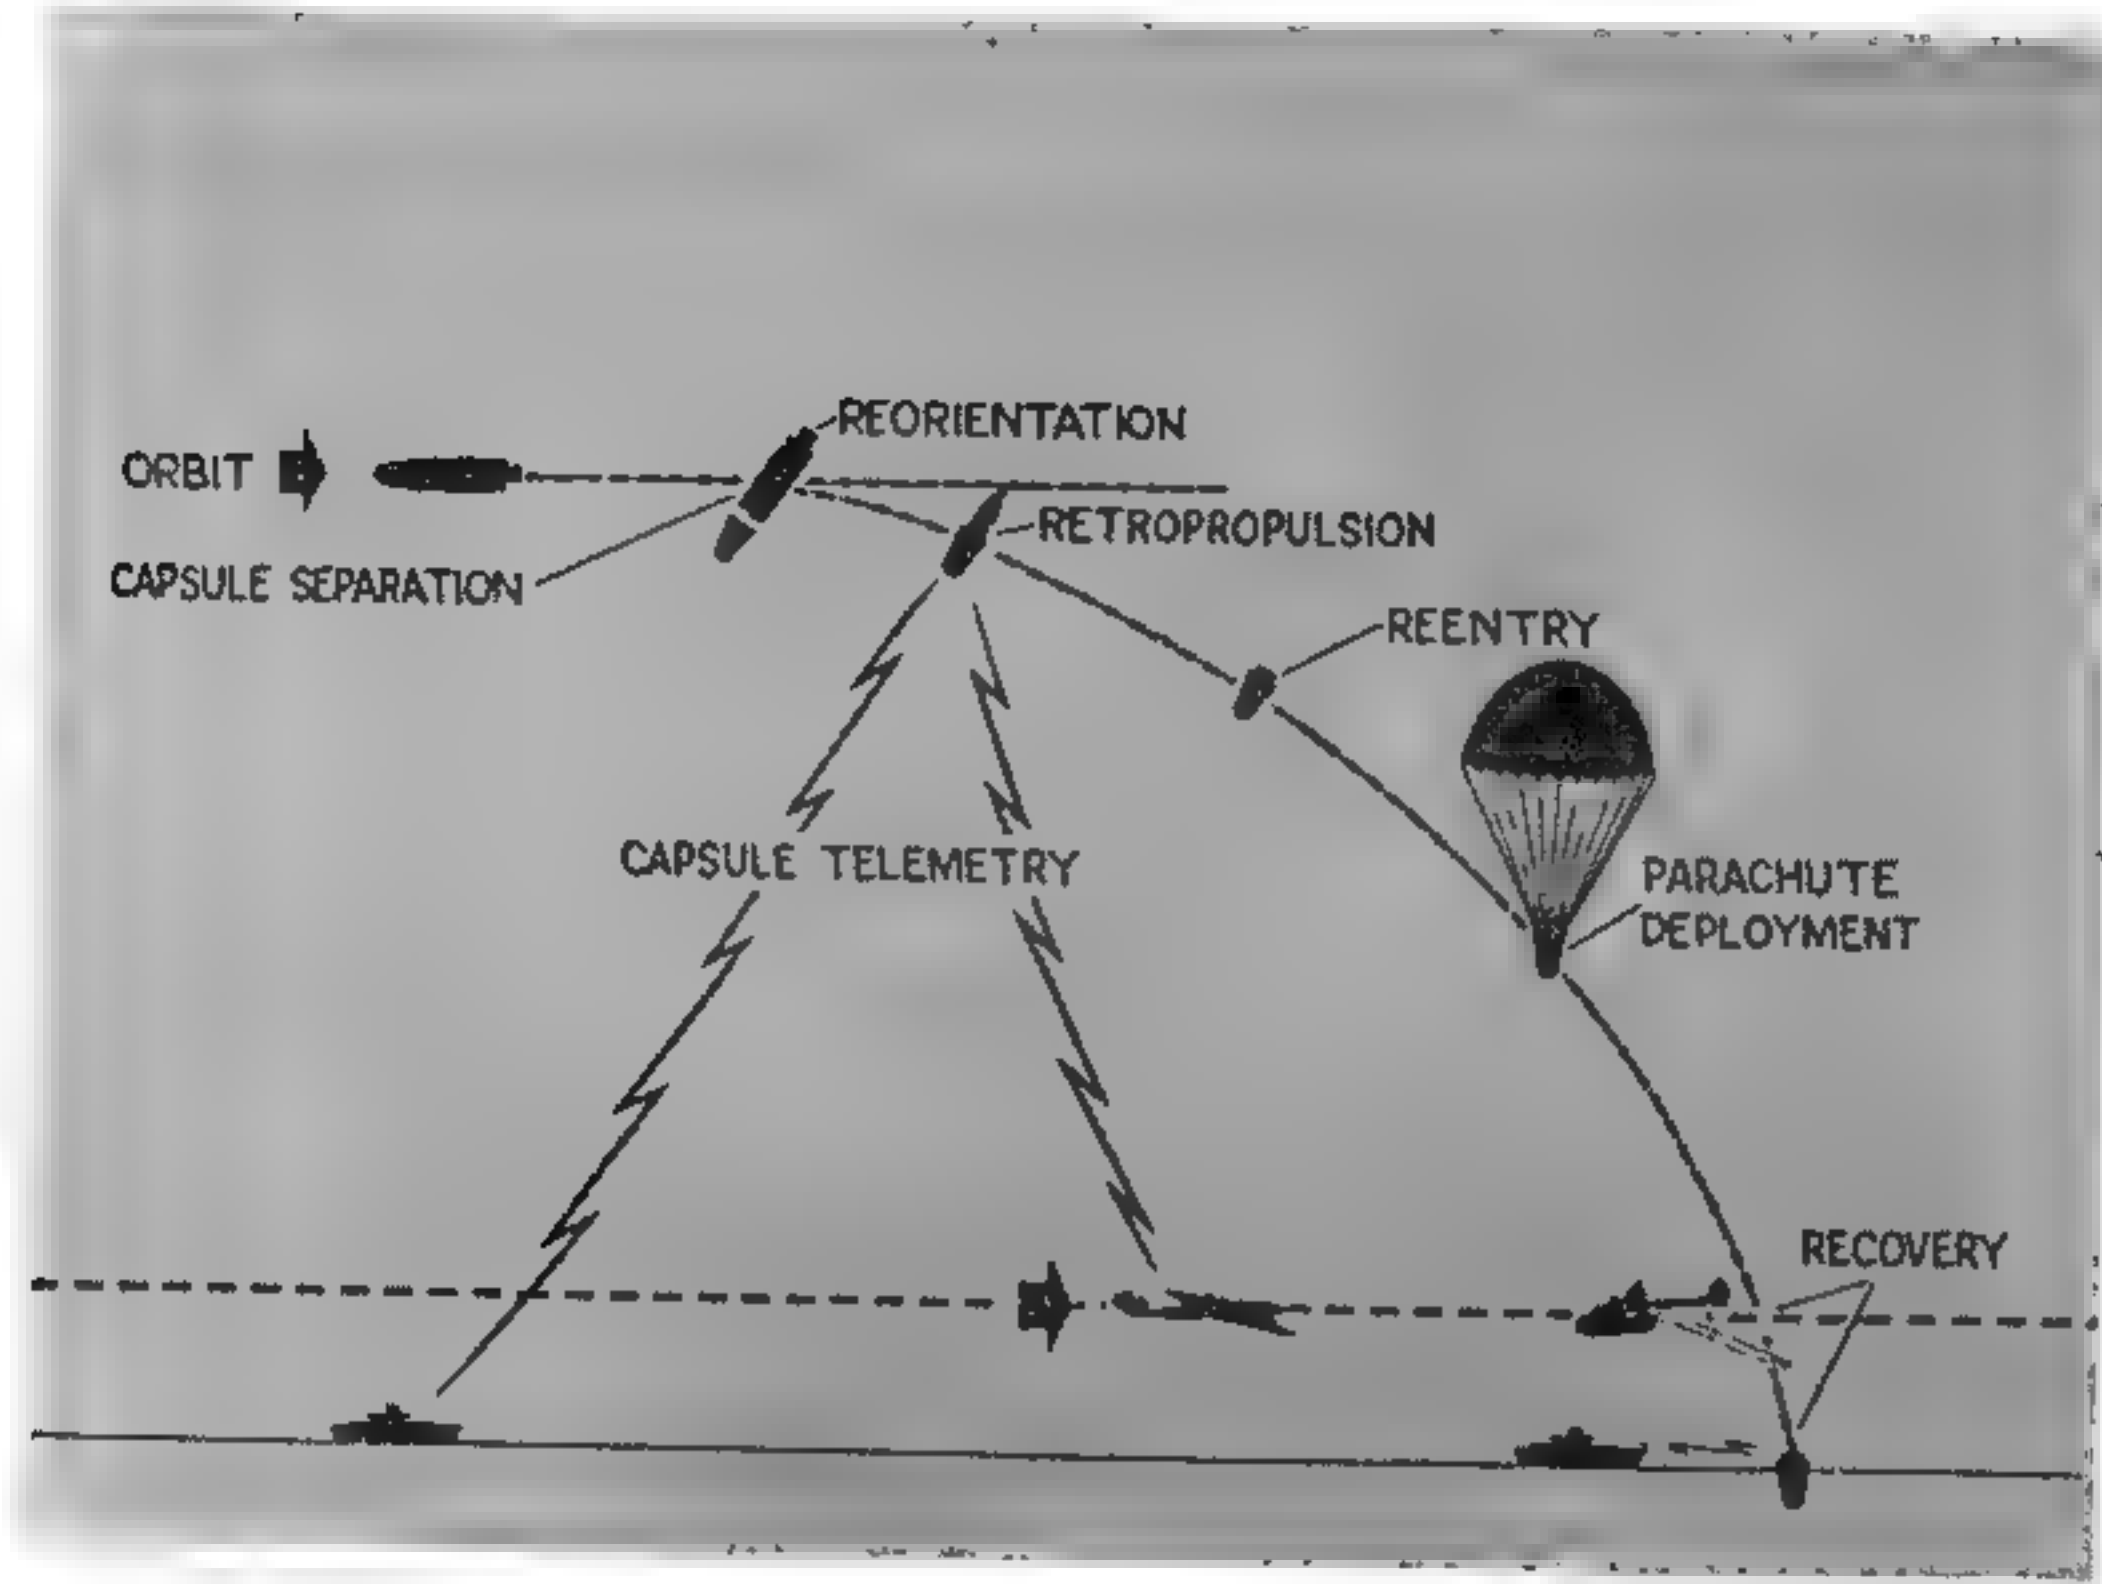 REORIENTATION
ORBIT
RETROPROPULSION
CAPSULE SEPARATION
REENTRY
CAPSULE TELEMETRY
PARACHUTE
DEPLOYMENT
RECOVERY